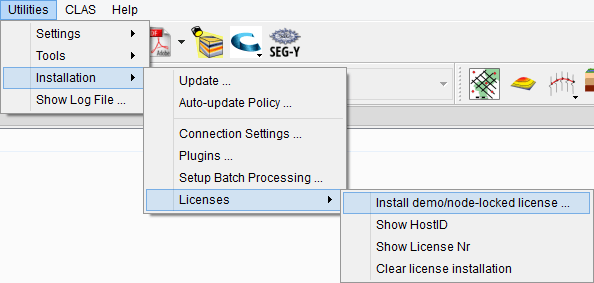 Utilities CLAS Help
Settings
Tools
Installation
Show Log File ...
Adobe
SEG-Y
Update ...
Auto-update Policy ...
Connection Settings ...
Plugins ...
Setup Batch Processing ...
Licenses
Install demo/node-locked license ...
Show HostID
Show License Nr
Clear license installation